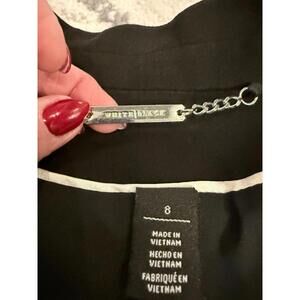 WHITE|BLACK
8
MADE IN
VIETNAM
HECHO EN
VIETNAM
FABRIQUÉ EN
VIETNAM